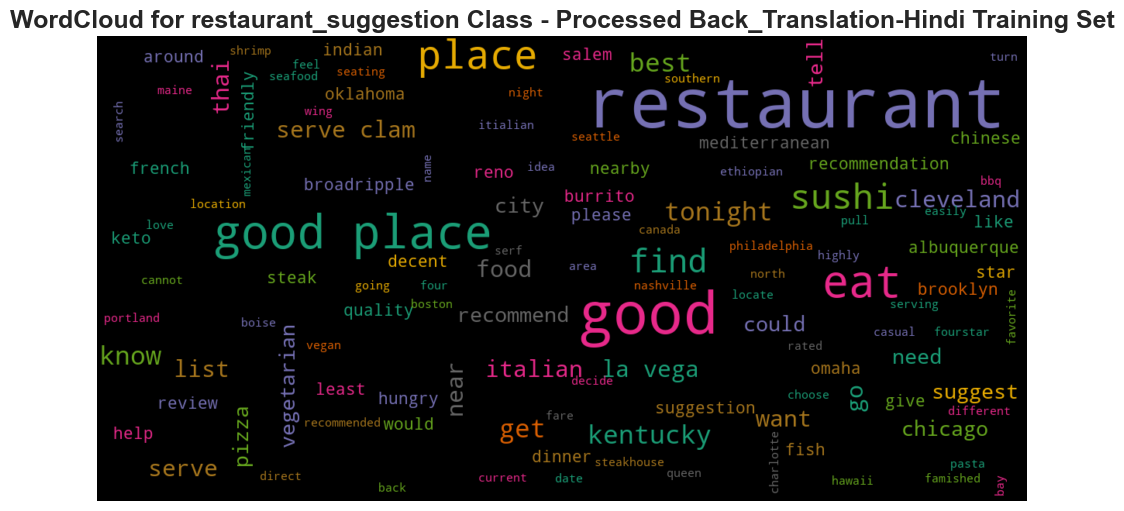 WordCloud for restaurant_suggestion Class - Processed Back_Translation-Hindi Training Set
around
shrimp
indian
place
salem
best
tell
turn
feel
seafood
seating
southern
thai
maine
friendly
oklahoma
night
restaurant
search
wing
serve clam
itialian
seattle
mediterranean
chinese
french
mexican
broadripple
name
reno
idea
nearby
ethiopian
recommendation
bbq
location
city
burrito
please
tonight
sushi
cleveland
easily
like
love
keto
good place
serf
canada
pull
decent
find
philadelphia
highly
albuquerque
cannot
steak
food
area
north
star
going
four
nashville
eat
brooklyn
quality
boston
locate
serving
favorite
portland
boise
recommend
good
could
casual
fourstar
know
vegan
rated
need
list
vegetarian
near
italian
decide
la vega
omaha
review
least
hungry
choose
go
give
suggest
different
help
pizza
recommended
would
fare
suggestion
want
get
kentucky
chicago
serve
direct
dinner
steakhouse
charlotte
fish
pasta
back
current
date
queen
hawaii
famished
bay